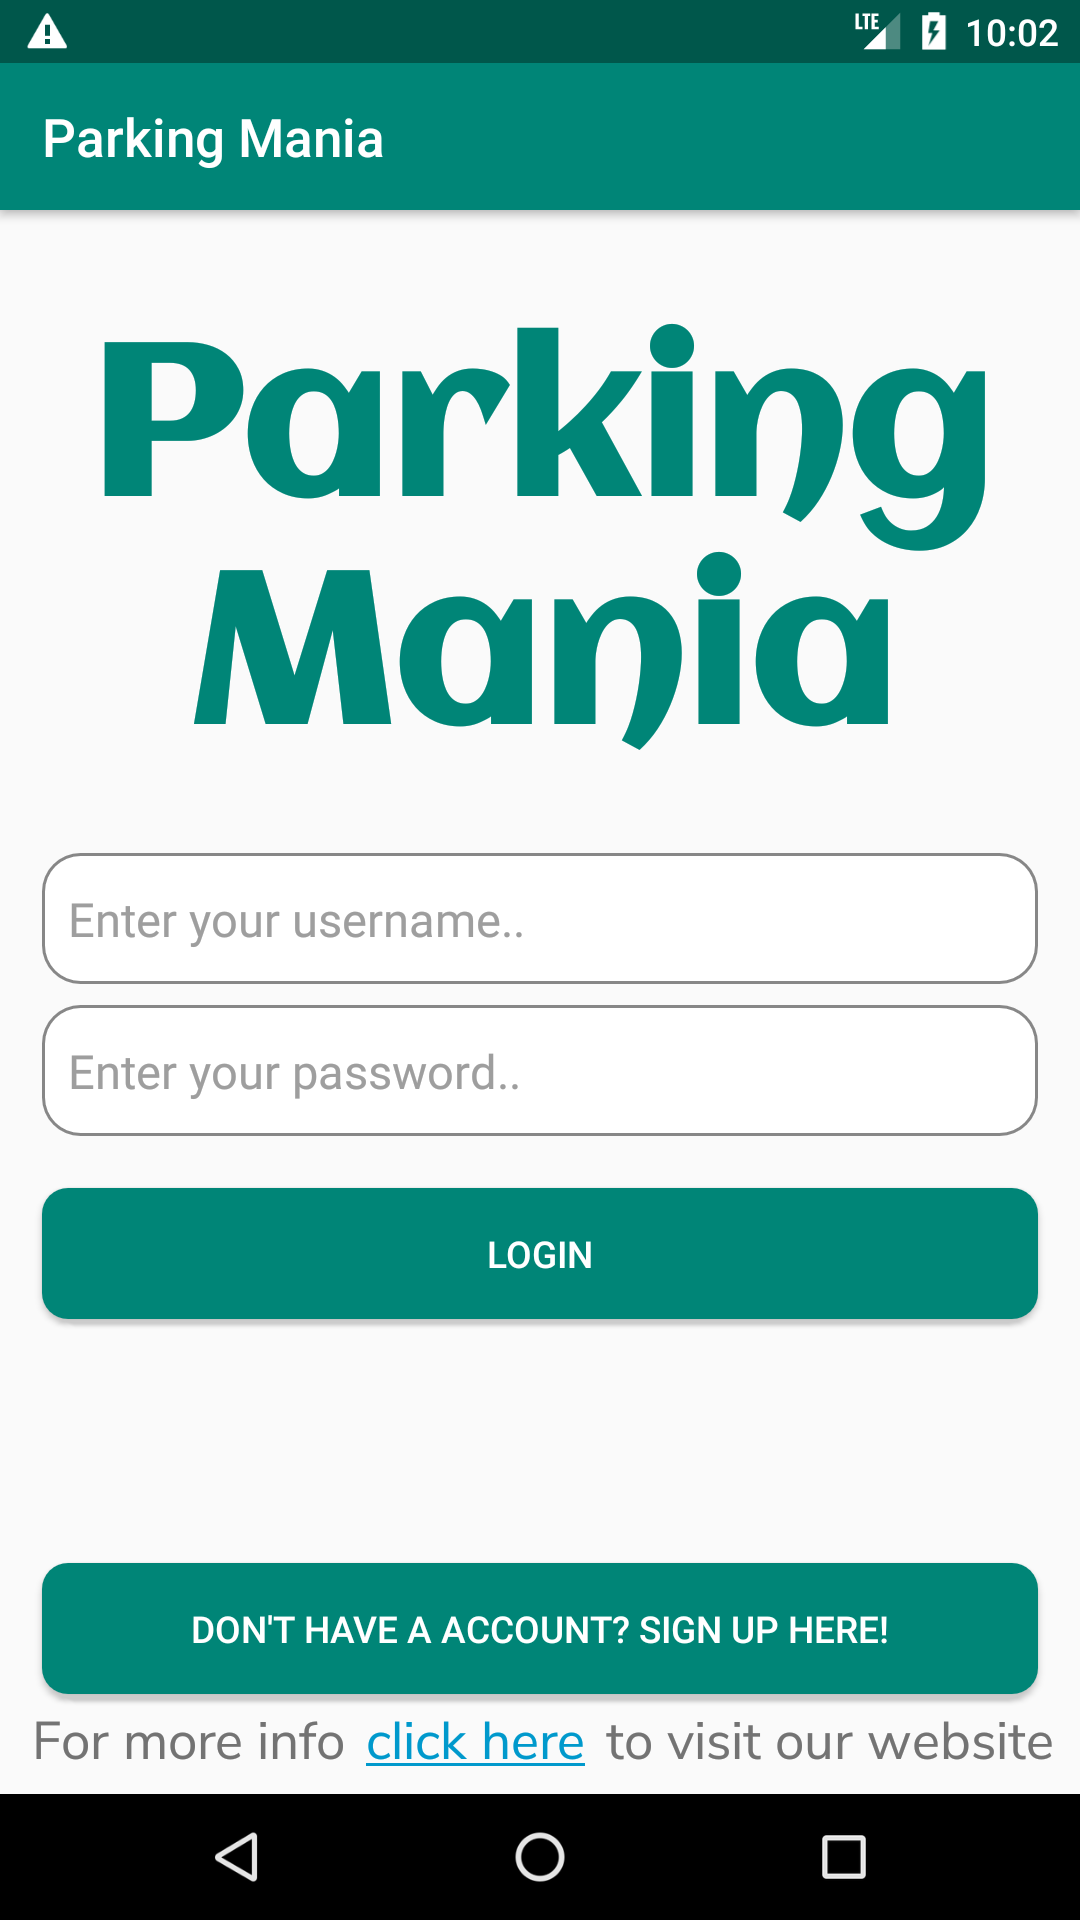 LTE 10:02
Parking Mania
Parking
Mania
Enter your username..
Enter your password..
LOGIN
DON'T HAVE A ACCOUNT? SIGN UP HERE!
For more info click here to visit our website